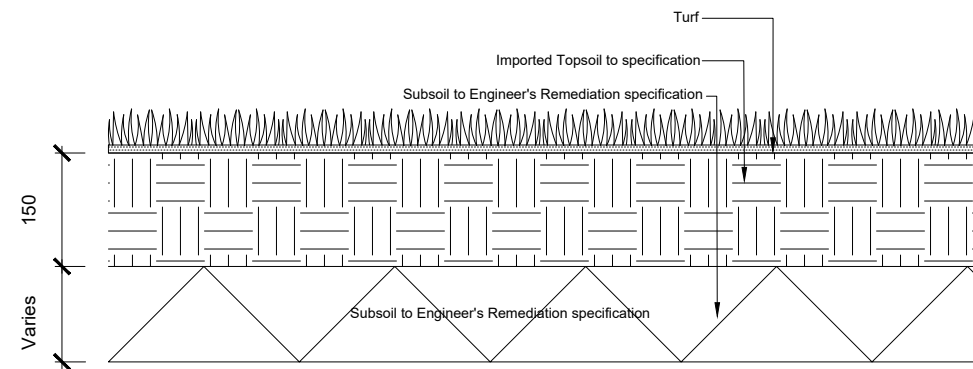 Turf
Imported Topsoil to specification
Subsoil to Engineer's Remediation specification
150
Varies
Subsoil to Engineer's Remediation specification